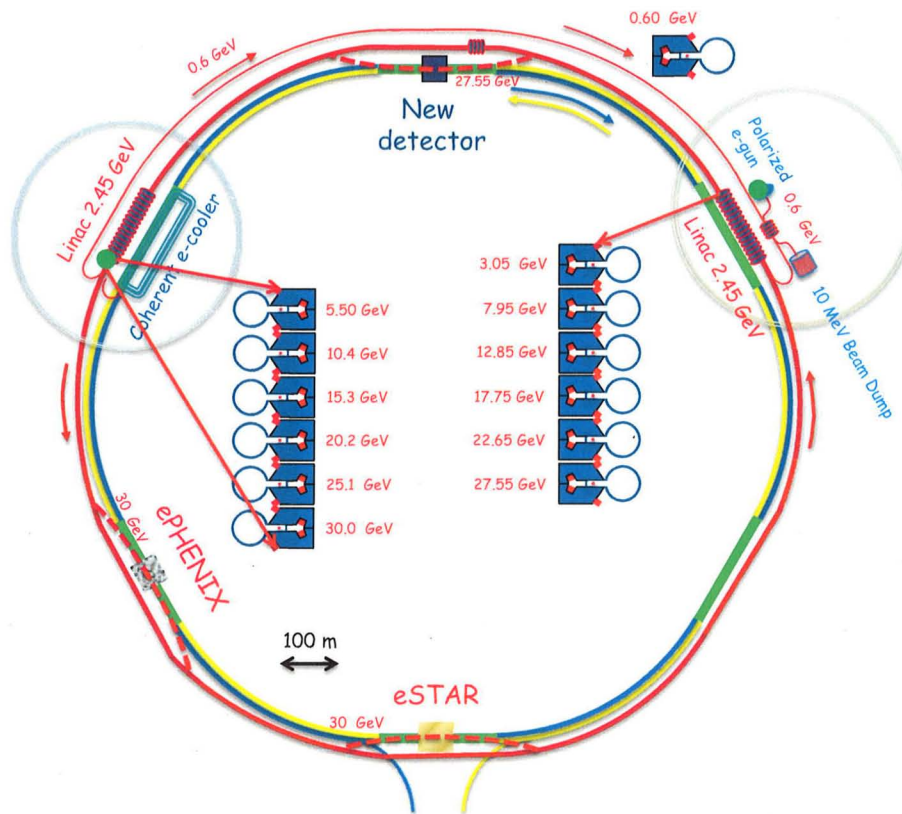 0.60 GeV
0.6 GeV
27.55 GeV
New
detector
Linac 2.45 GeV
Coherent e-cooler
Polarized
e-gun
0.6 GeV
Linac 2.45 GeV
10 MeV Beam Dump
5.50 GeV
10.4 GeV
15.3 GeV
20.2 GeV
25.1 GeV
30.0 GeV
3.05 GeV
7.95 GeV
12.85 GeV
17.75 GeV
22.65 GeV
27.55 GeV
30 GeV
ePHENIX
100 m
eSTAR
30 GeV